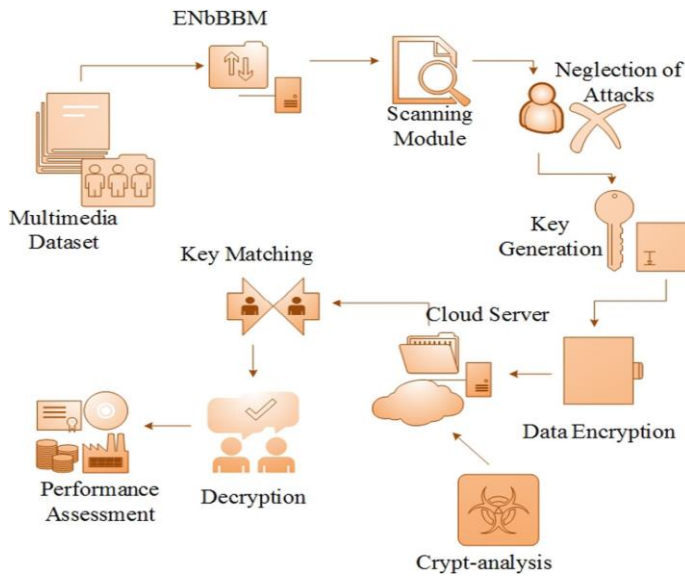 ENbBBM
Neglection of
Attacks
Scanning
Module
Multimedia
Dataset
Key
Generation
Key Matching
Cloud Server
Data Encryption
Performance
Assessment
Decryption
Crypt-analysis